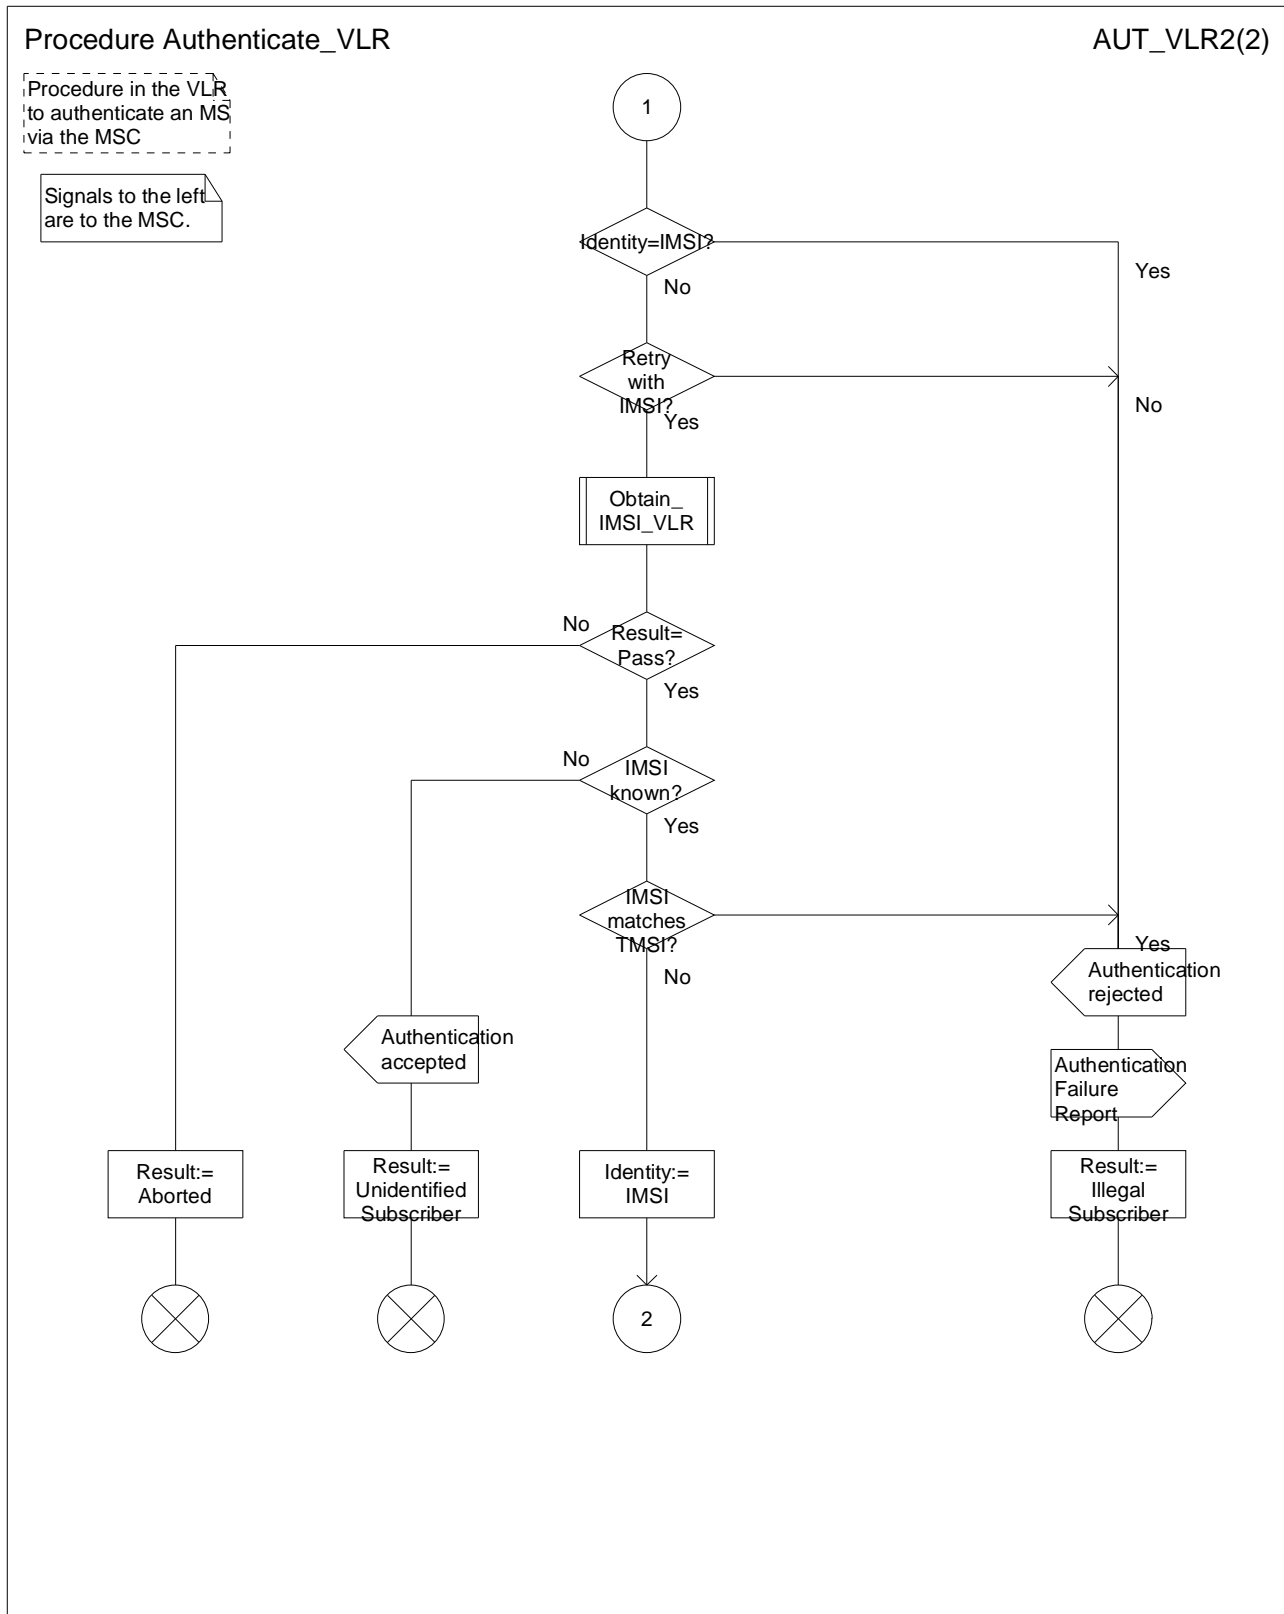 Procedure Authenticate_VLR
AUT_VLR2(2)
Procedure in the VLR
to authenticate an MS
via the MSC
Signals to the left
are to the MSC.
1
Identity=IMSI?
Yes
No
Retry
with
IMSI?
No
Yes
Obtain_
IMSI_VLR
No
Result=
Pass?
Yes
No
IMSI
known?
Yes
IMSI
matches
TMSI?
Yes
No
Authentication
rejected
Authentication
accepted
Authentication
Failure
Report
Result:=
Aborted
Result:=
Unidentified
Subscriber
Identity:=
IMSI
Result:=
Illegal
Subscriber
2